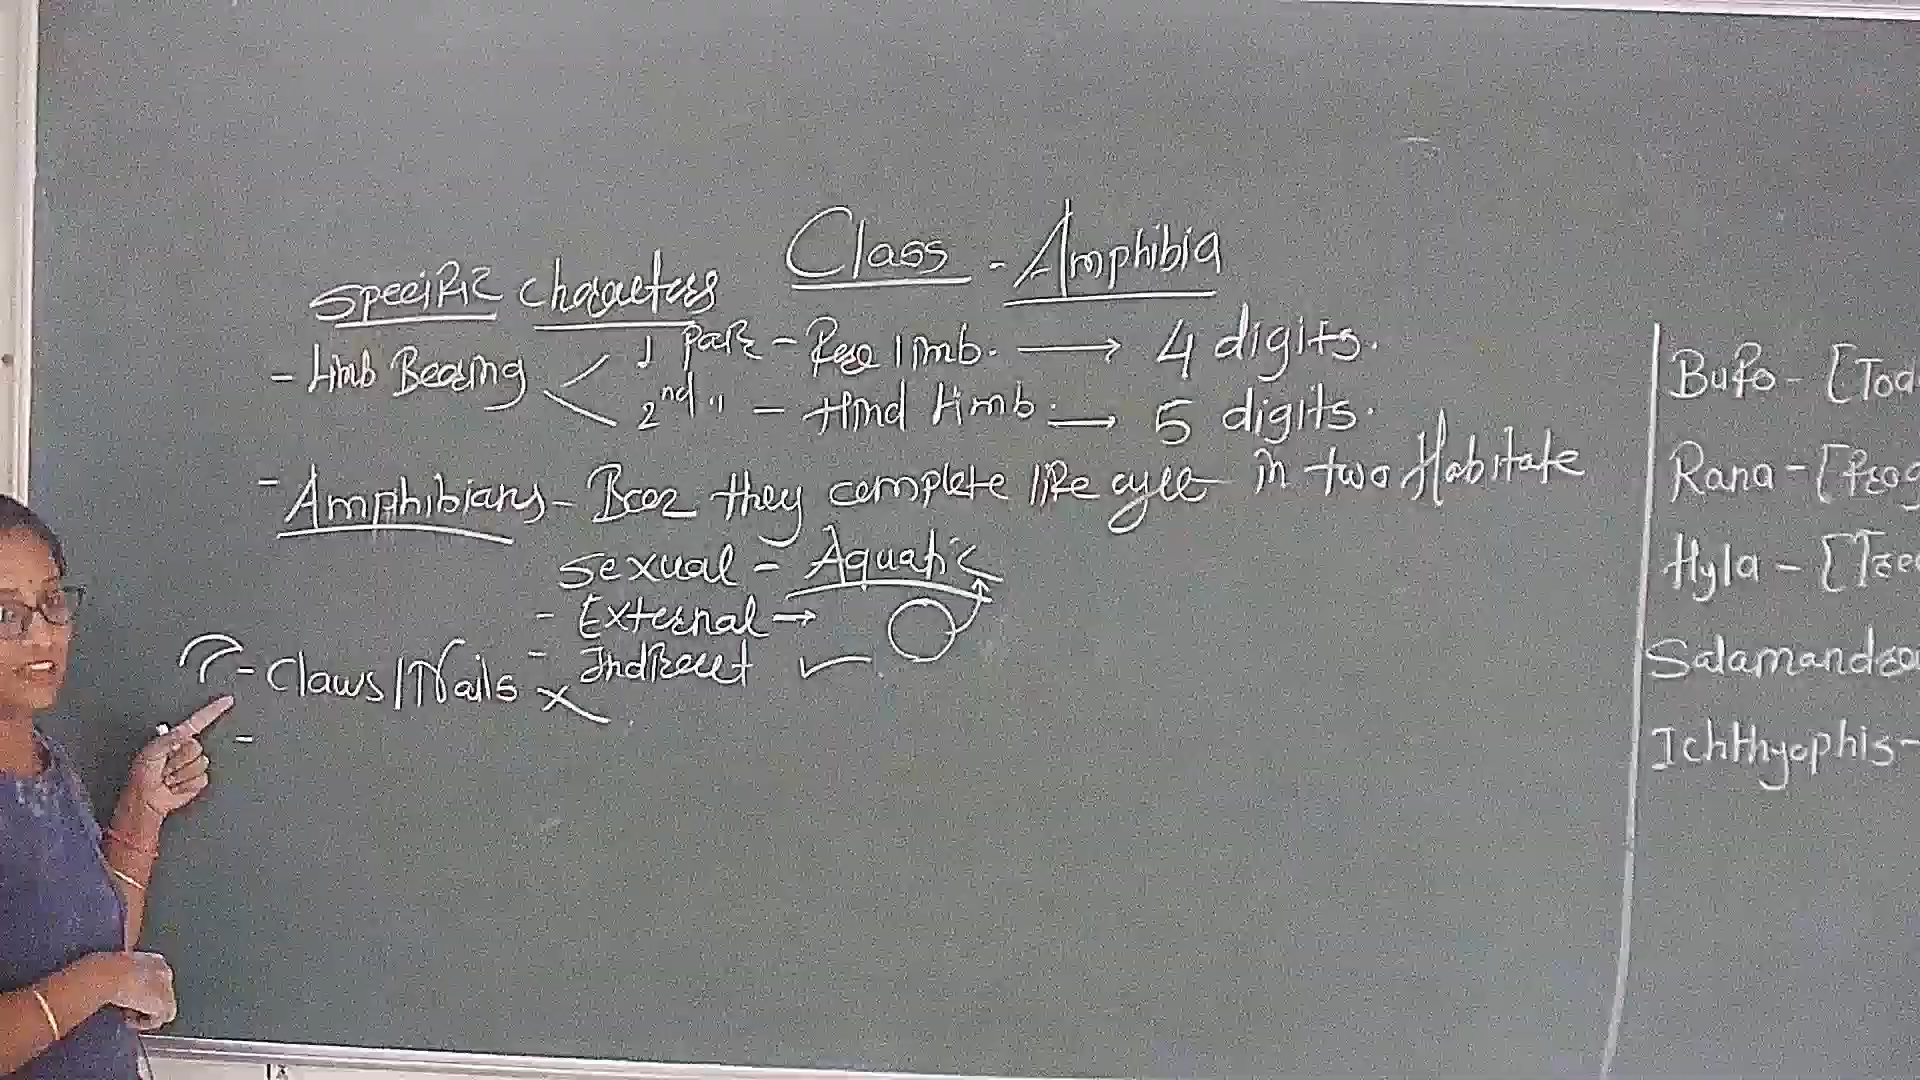 Class - Amphibia
Specific characters
- Limb Bearing
1 pair - Fore limb. → 4 digits.
2nd " - Hind limb. → 5 digits.
- Amphibians - Bcoz they complete life cycle in two Habitate
Sexual - Aquatic
- External →
- Indirect ✓
- Claws/Nails x
-
Bufo - [Tod
Rana - [Frog
Hyla - [Tree
Salamander
Ichthyophis -